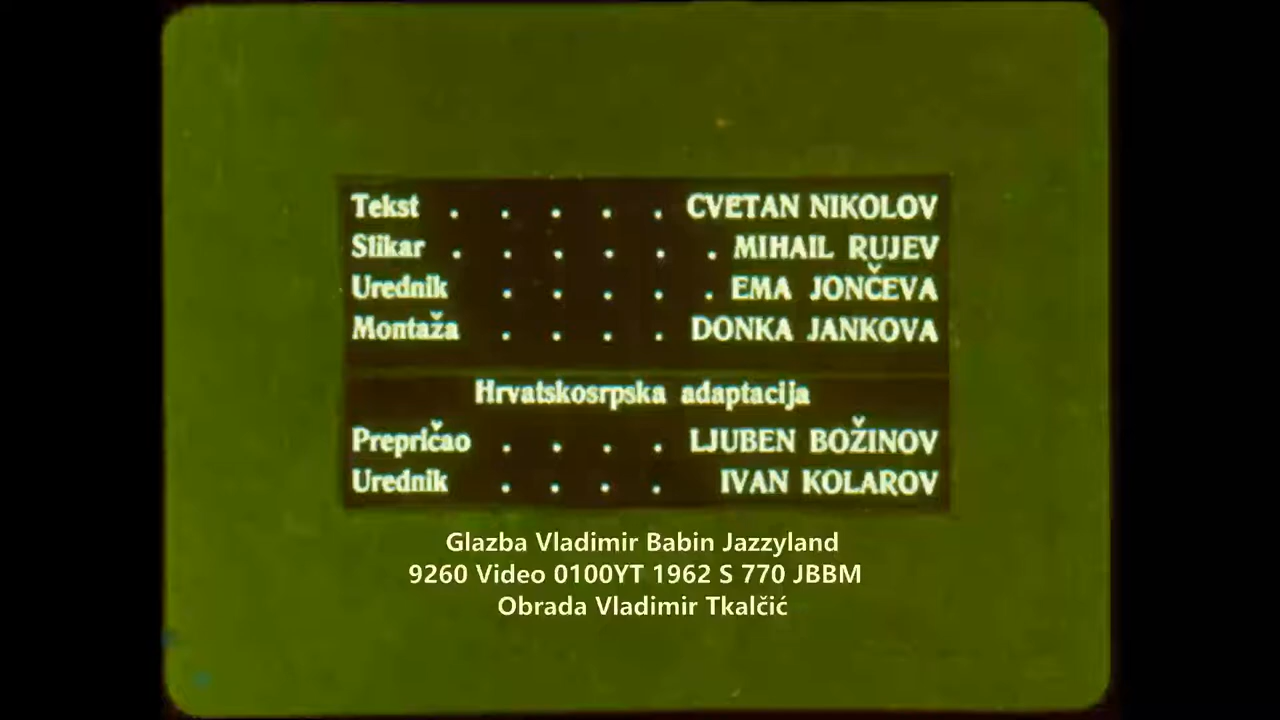 Tekst . . . . . CVETAN NIKOLOV
Slikar . . . . . . MIHAIL RUJEV
Urednik . . . . . EMA JONČEVA
Montaža . . . . DONKA JANKOVA
Hrvatskosrpska adaptacija
Prepričao . . . . LJUBEN BOŽINOV
Urednik . . . . IVAN KOLAROV
Glazba Vladimir Babin Jazzyland
9260 Video 0100YT 1962 S 770 JBBM
Obrada Vladimir Tkalčić